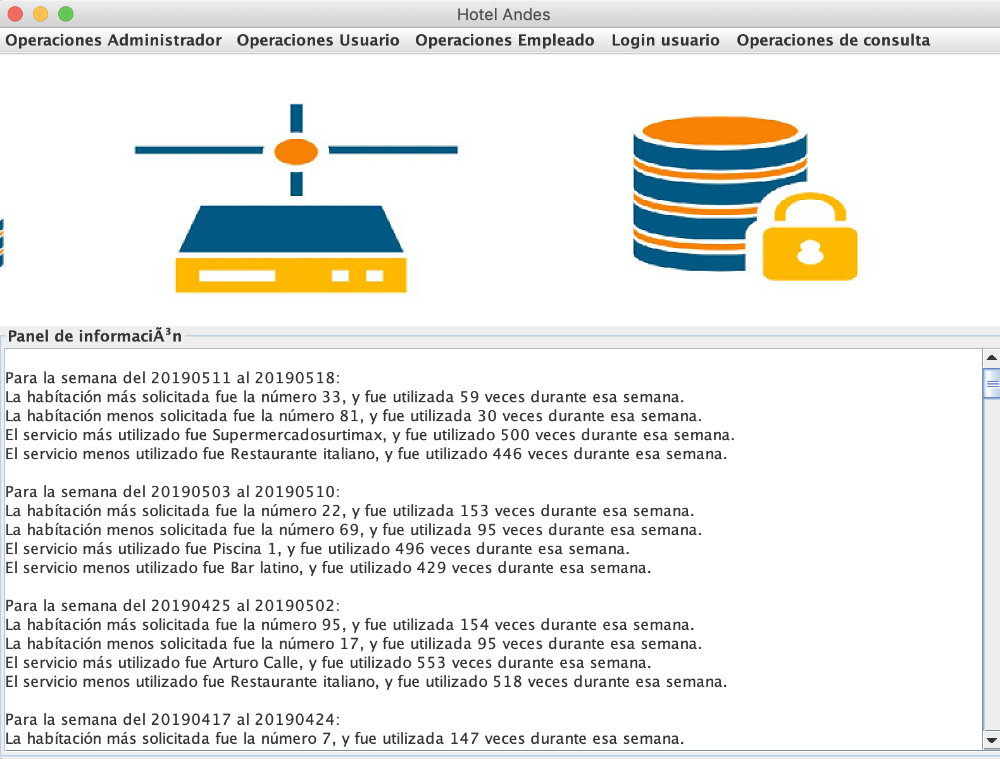 Hotel Andes
Operaciones Administrador Operaciones Usuario Operaciones Empleado Login usuario Operaciones de consulta
Panel de informaciÃ³n
Para la semana del 20190511 al 20190518:
La habítación más solicitada fue la número 33, y fue utilizada 59 veces durante esa semana.
La habítación menos solicitada fue la número 81, y fue utilizada 30 veces durante esa semana.
El servicio más utilizado fue Supermercadosurtimax, y fue utilizado 500 veces durante esa semana.
El servicio menos utilizado fue Restaurante italiano, y fue utilizado 446 veces durante esa semana.
Para la semana del 20190503 al 20190510:
La habítación más solicitada fue la número 22, y fue utilizada 153 veces durante esa semana.
La habítación menos solicitada fue la número 69, y fue utilizada 95 veces durante esa semana.
El servicio más utilizado fue Piscina 1, y fue utilizado 496 veces durante esa semana.
El servicio menos utilizado fue Bar latino, y fue utilizado 429 veces durante esa semana.
Para la semana del 20190425 al 20190502:
La habítación más solicitada fue la número 95, y fue utilizada 154 veces durante esa semana.
La habítación menos solicitada fue la número 17, y fue utilizada 95 veces durante esa semana.
El servicio más utilizado fue Arturo Calle, y fue utilizado 553 veces durante esa semana.
El servicio menos utilizado fue Restaurante italiano, y fue utilizado 518 veces durante esa semana.
Para la semana del 20190417 al 20190424:
La habítación más solicitada fue la número 7, y fue utilizada 147 veces durante esa semana.